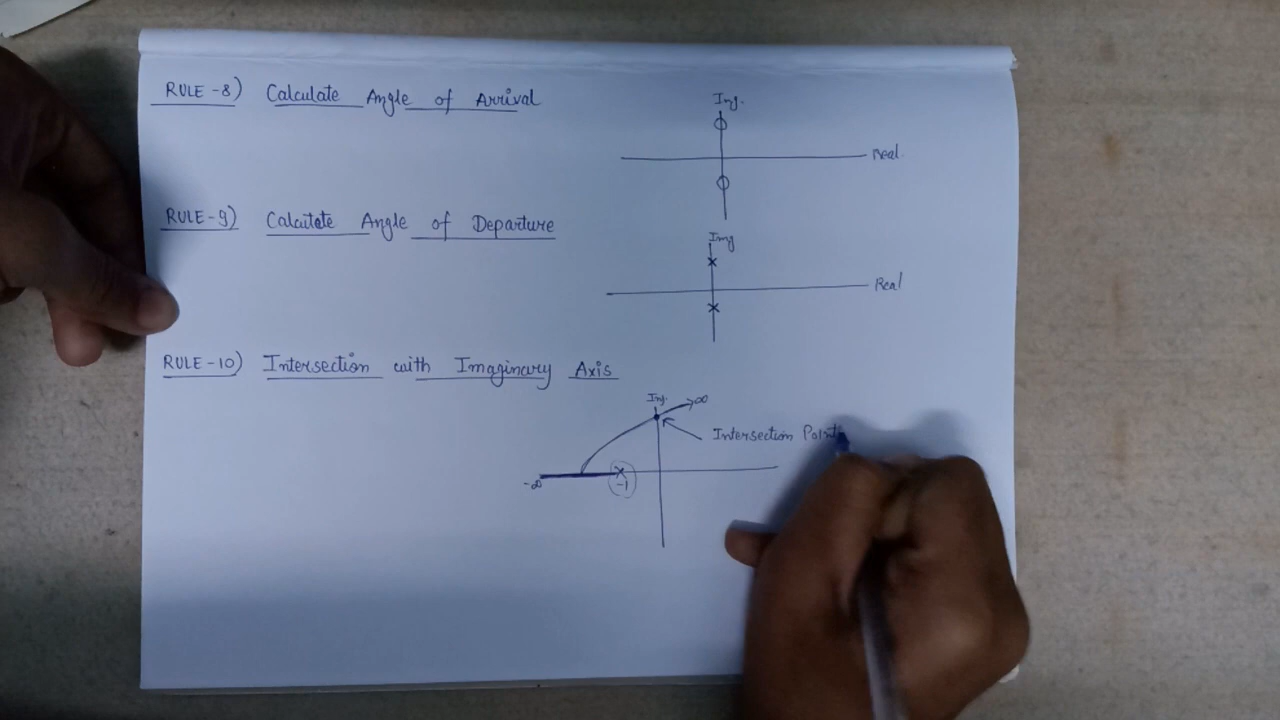 RULE-8) Calculate Angle of Arrival
Img.
Real.
RULE-9) Calculate Angle of Departure
Img
Real
RULE-10) Intersection with Imaginary Axis
Img.
∞
Intersection Point
-∞
-1